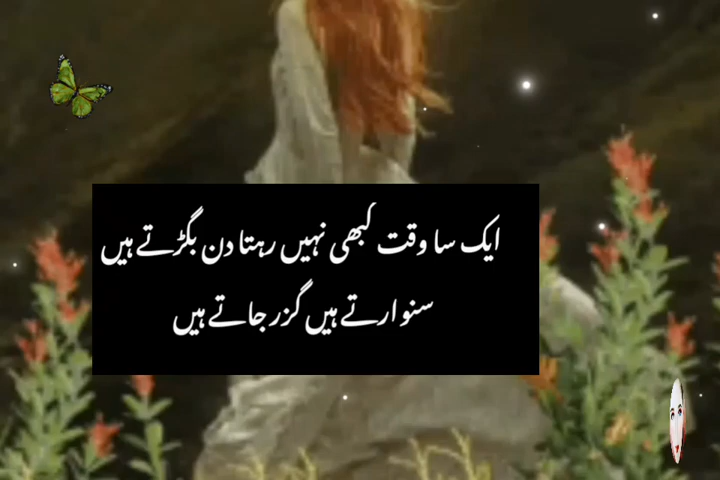 ایک سا وقت کبھی نہیں رہتا دن بگڑتے ہیں
سنوارتے ہیں گزر جاتے ہیں